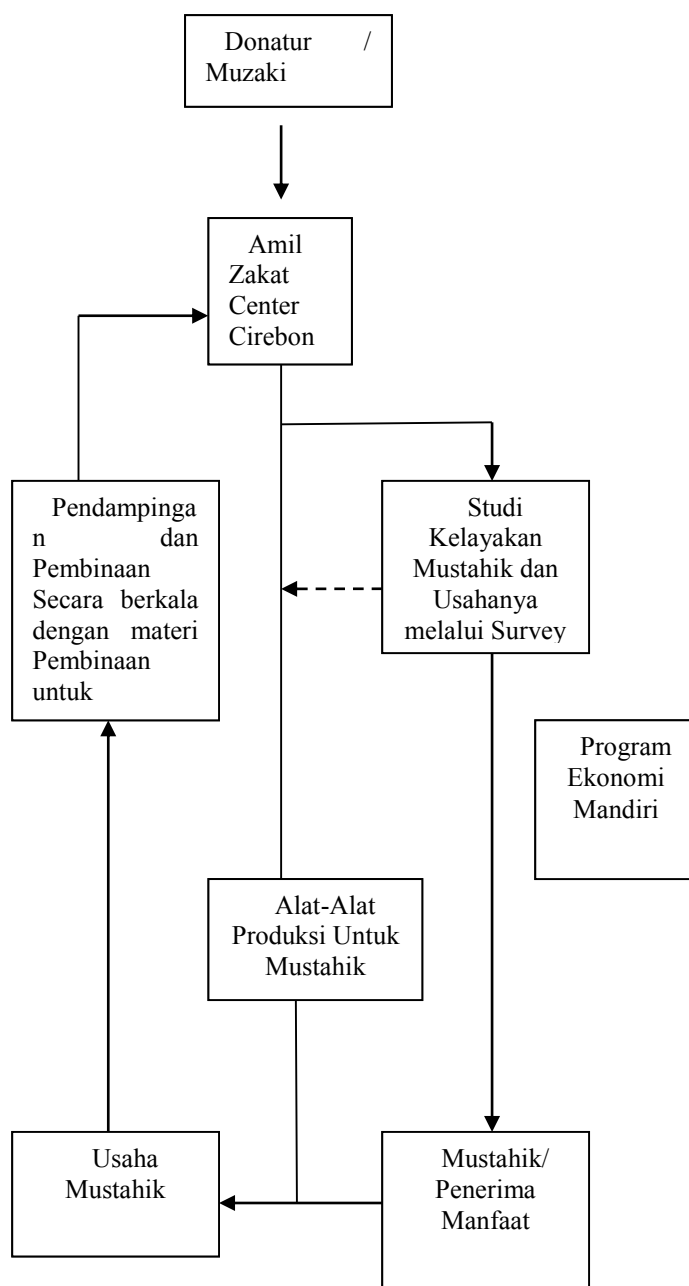 Donatur /
Muzaki
Amil
Zakat
Center
Cirebon
Pendampinga
n dan
Pembinaan
Secara berkala
dengan materi
Pembinaan
untuk
Studi
Kelayakan
Mustahik dan
Usahanya
melalui Survey
Program
Ekonomi
Mandiri
Alat-Alat
Produksi Untuk
Mustahik
Usaha
Mustahik
Mustahik/
Penerima
Manfaat